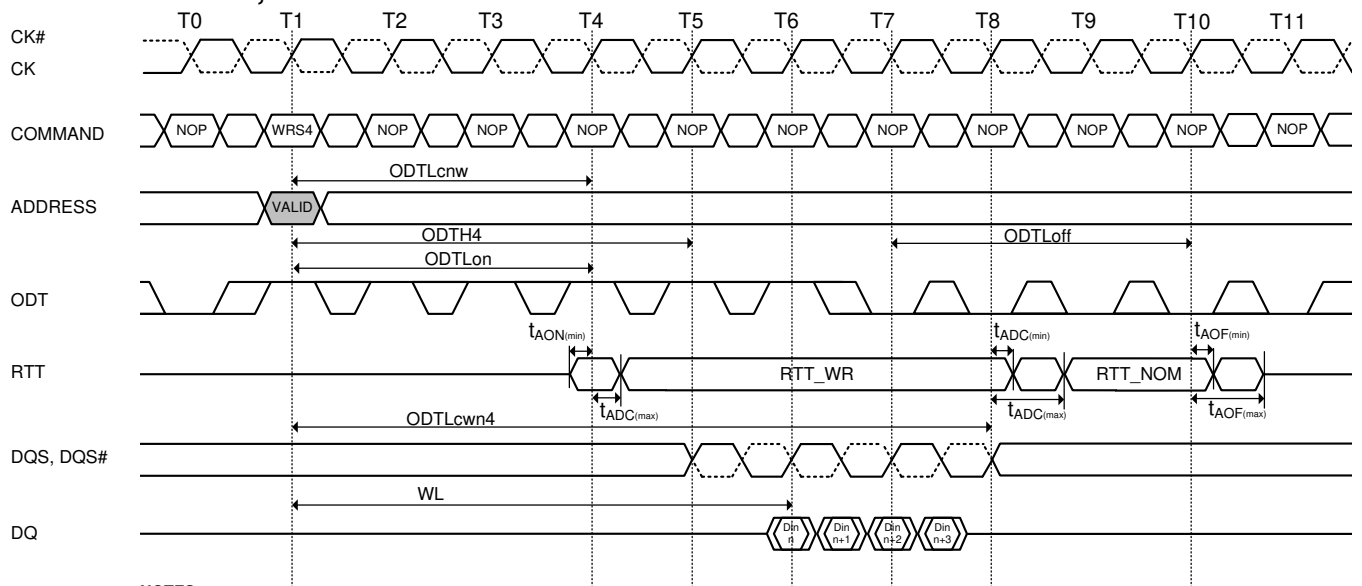 T0 T1 T2 T3 T4 T5 T6 T7 T8 T9 T10 T11
CK#
CK
COMMAND NOP WRS4 NOP NOP NOP NOP NOP NOP NOP NOP NOP NOP
ODTLcnw
ADDRESS VALID
ODTH4 ODTLoff
ODTLon
ODT
tAON(min) tADC(min) tAOF(min)
RTT RTT_WR RTT_NOM
tADC(max) tADC(max) tAOF(max)
ODTLcwn4
DQS, DQS#
WL
DQ Din n Din n+1 Din n+2 Din n+3